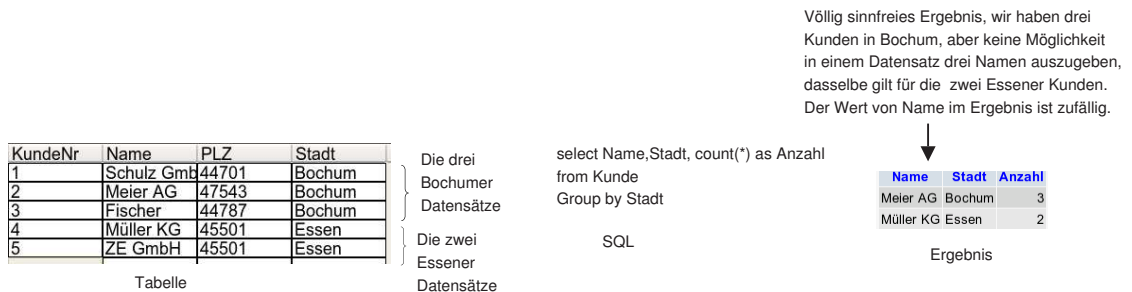 Völlig sinnfreies Ergebnis, wir haben drei
Kunden in Bochum, aber keine Möglichkeit
in einem Datensatz drei Namen auszugeben,
dasselbe gilt für die zwei Essener Kunden.
Der Wert von Name im Ergebnis ist zufällig.
KundeNr Name PLZ Stadt
1 Schulz Gmb 44701 Bochum
2 Meier AG 47543 Bochum
3 Fischer 44787 Bochum
4 Müller KG 45501 Essen
5 ZE GmbH 45501 Essen
Tabelle
Die drei
Bochumer
Datensätze
Die zwei
Essener
Datensätze
select Name,Stadt, count(*) as Anzahl
from Kunde
Group by Stadt
SQL
Name Stadt Anzahl
Meier AG Bochum 3
Müller KG Essen 2
Ergebnis